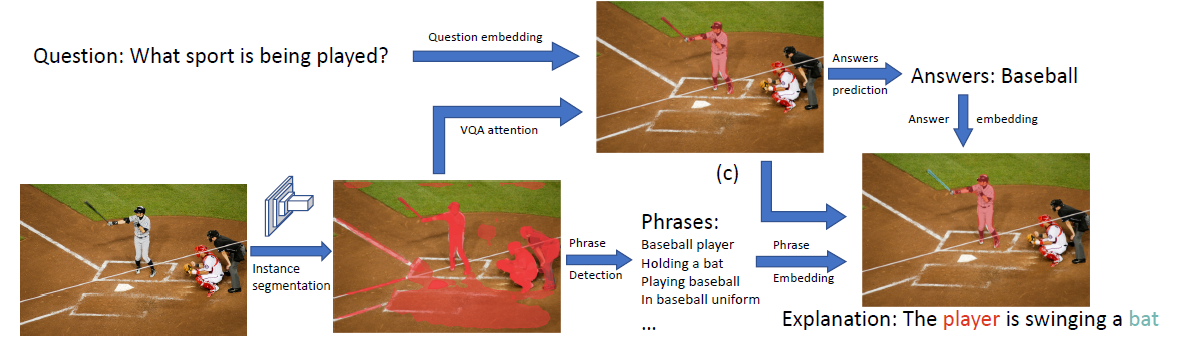 Question: What sport is being played?
Question embedding
VQA attention
Answers
prediction
Answers: Baseball
Answer embedding
(c)
Instance
segmentation
Phrase
Detection
Phrases:
Baseball player
Holding a bat
Playing baseball
In baseball uniform
...
Phrase
Embedding
Explanation: The player is swinging a bat